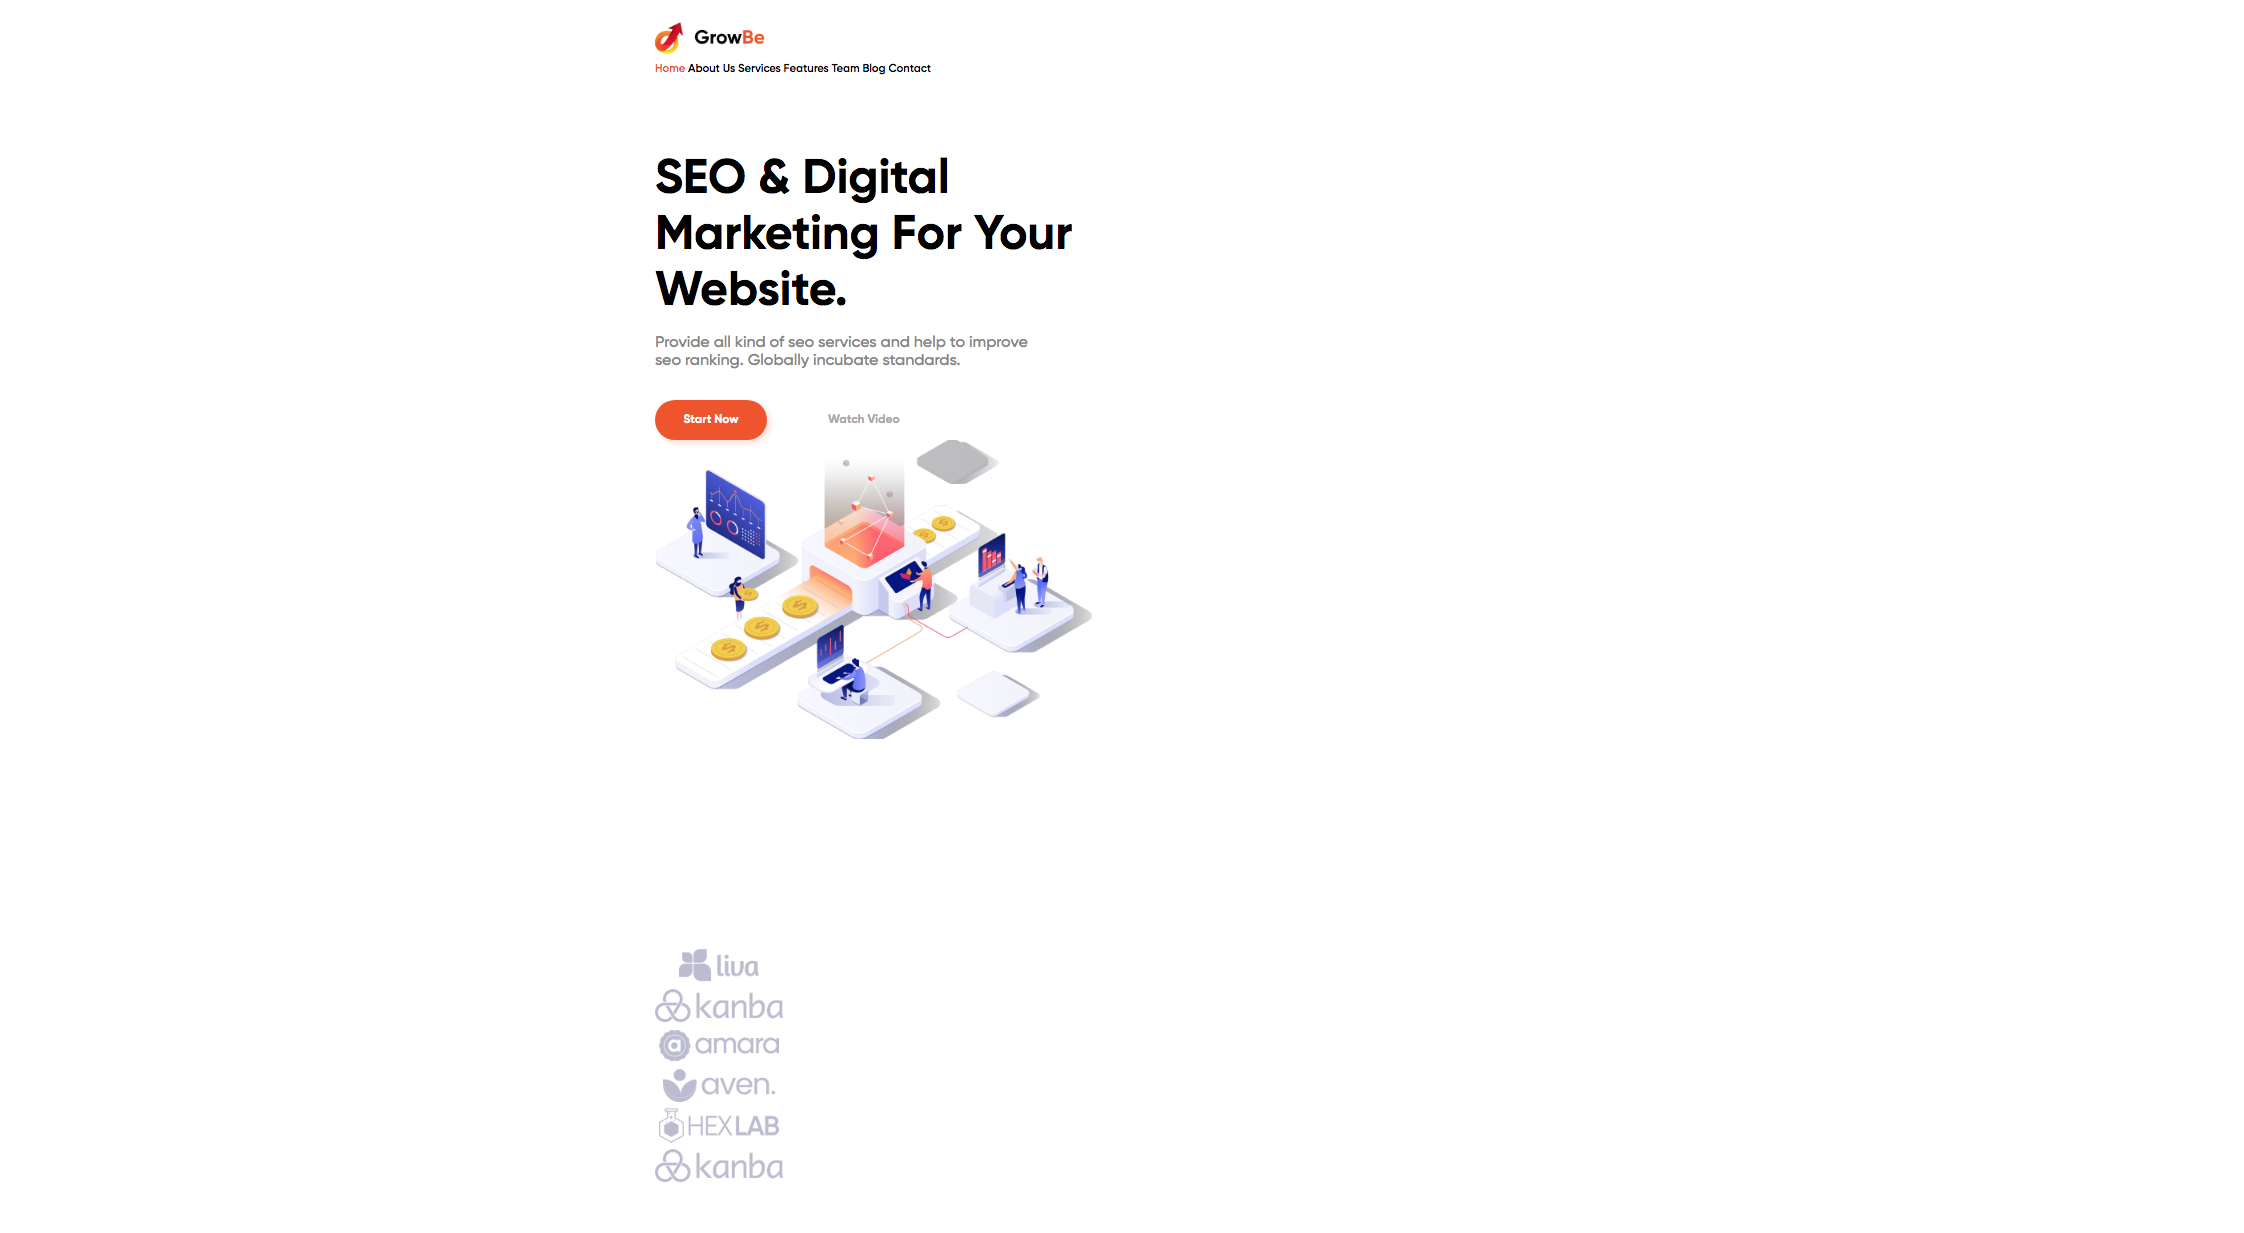 GrowBe
Home About Us Services Features Team Blog Contact
SEO & Digital
Marketing For Your
Website.
Provide all kind of seo services and help to improve
seo ranking. Globally incubate standards.
Start Now
Watch Video
liva
kanba
amara
aven.
HEXLAB
kanba